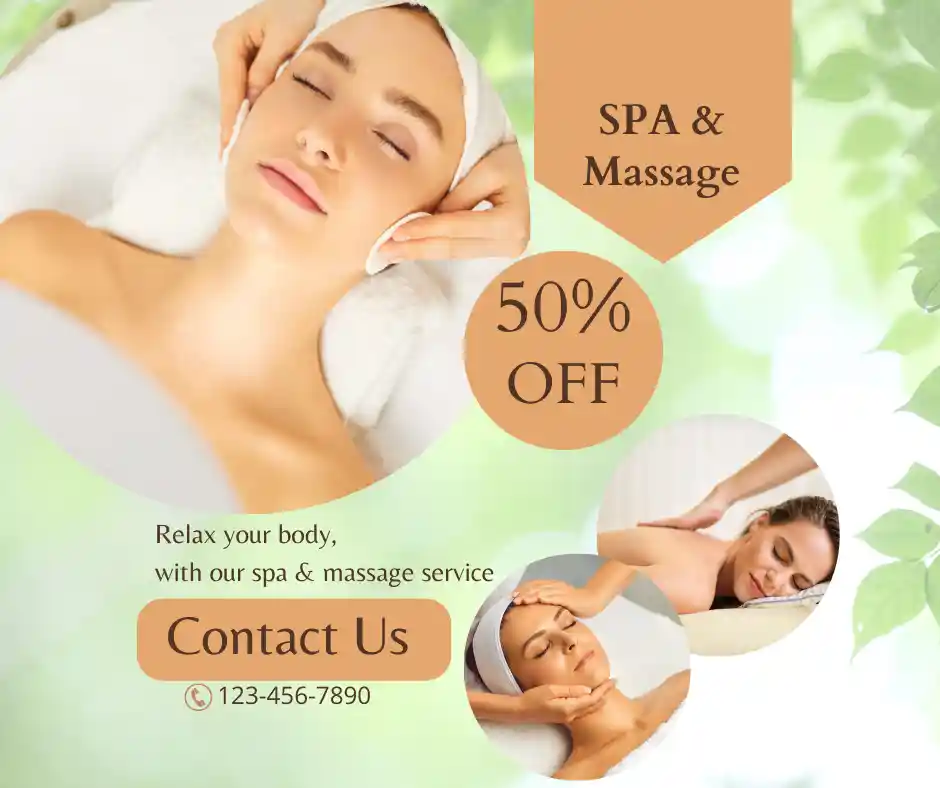 SPA &
Massage
50%
OFF
Relax your body,
with our spa & massage service
Contact Us
123-456-7890